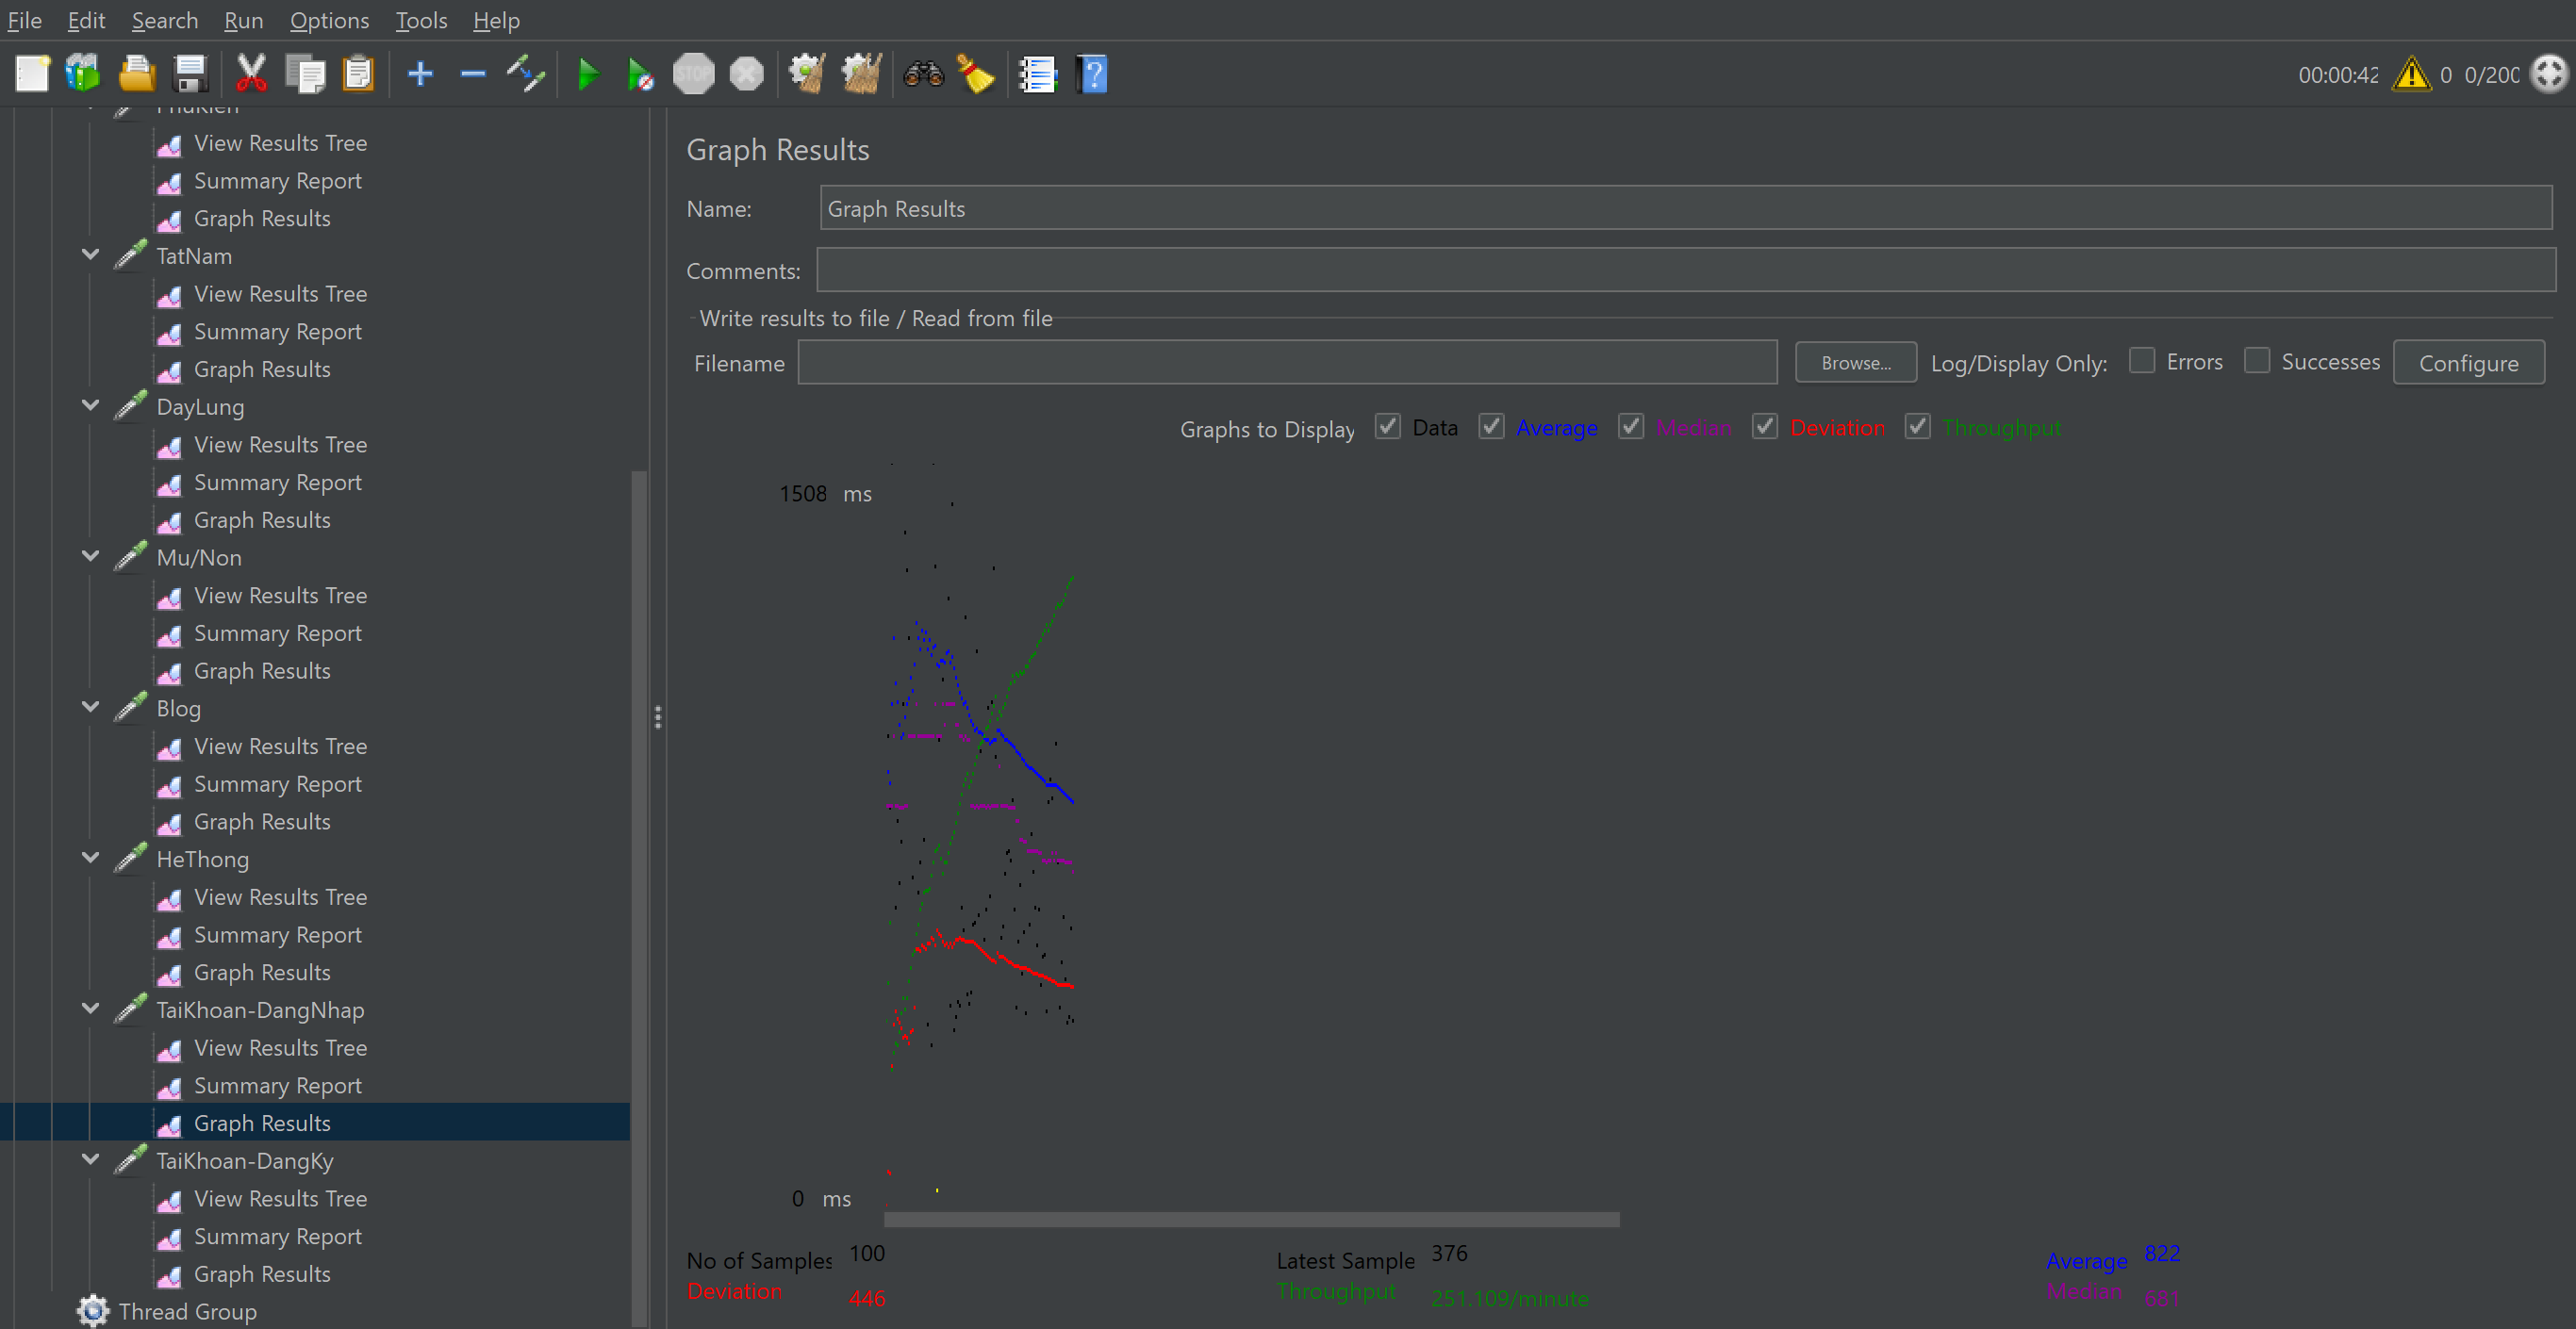 File Edit Search Run Options Tools Help
STOP
00:00:42 0 0/200
PhuKien
View Results Tree
Summary Report
Graph Results
TatNam
View Results Tree
Summary Report
Graph Results
DayLung
View Results Tree
Summary Report
Graph Results
Mu/Non
View Results Tree
Summary Report
Graph Results
Blog
View Results Tree
Summary Report
Graph Results
HeThong
View Results Tree
Summary Report
Graph Results
TaiKhoan-DangNhap
View Results Tree
Summary Report
Graph Results
TaiKhoan-DangKy
View Results Tree
Summary Report
Graph Results
Thread Group
Graph Results
Name: Graph Results
Comments:
Write results to file / Read from file
Filename Browse... Log/Display Only: Errors Successes Configure
Graphs to Display Data Average Median Deviation Throughput
1508 ms
0 ms
No of Samples 100 Latest Sample 376 Average 822
Deviation 446 Throughput 251.109/minute Median 681